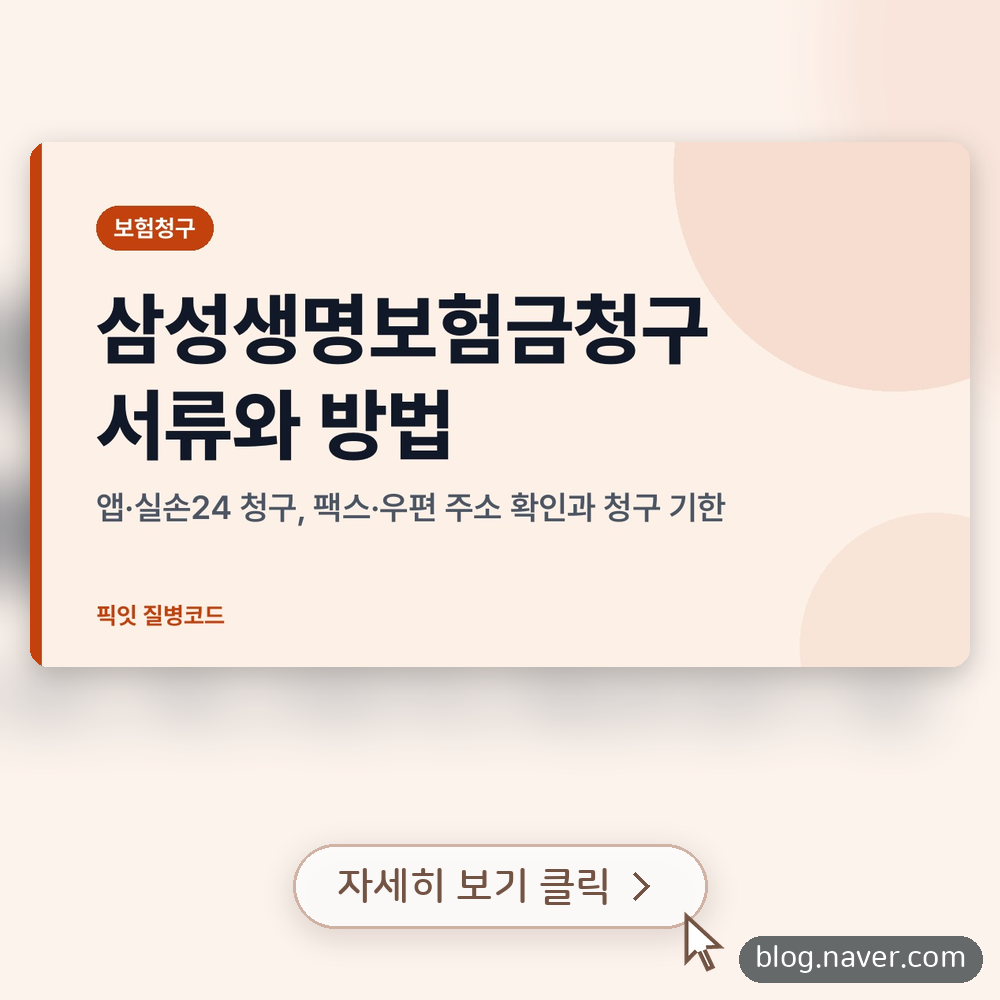 보험청구
삼성생명보험금청구
서류와 방법
앱·실손24 청구, 팩스·우편 주소 확인과 청구 기한
픽잇 질병코드
자세히 보기 클릭
blog.naver.com